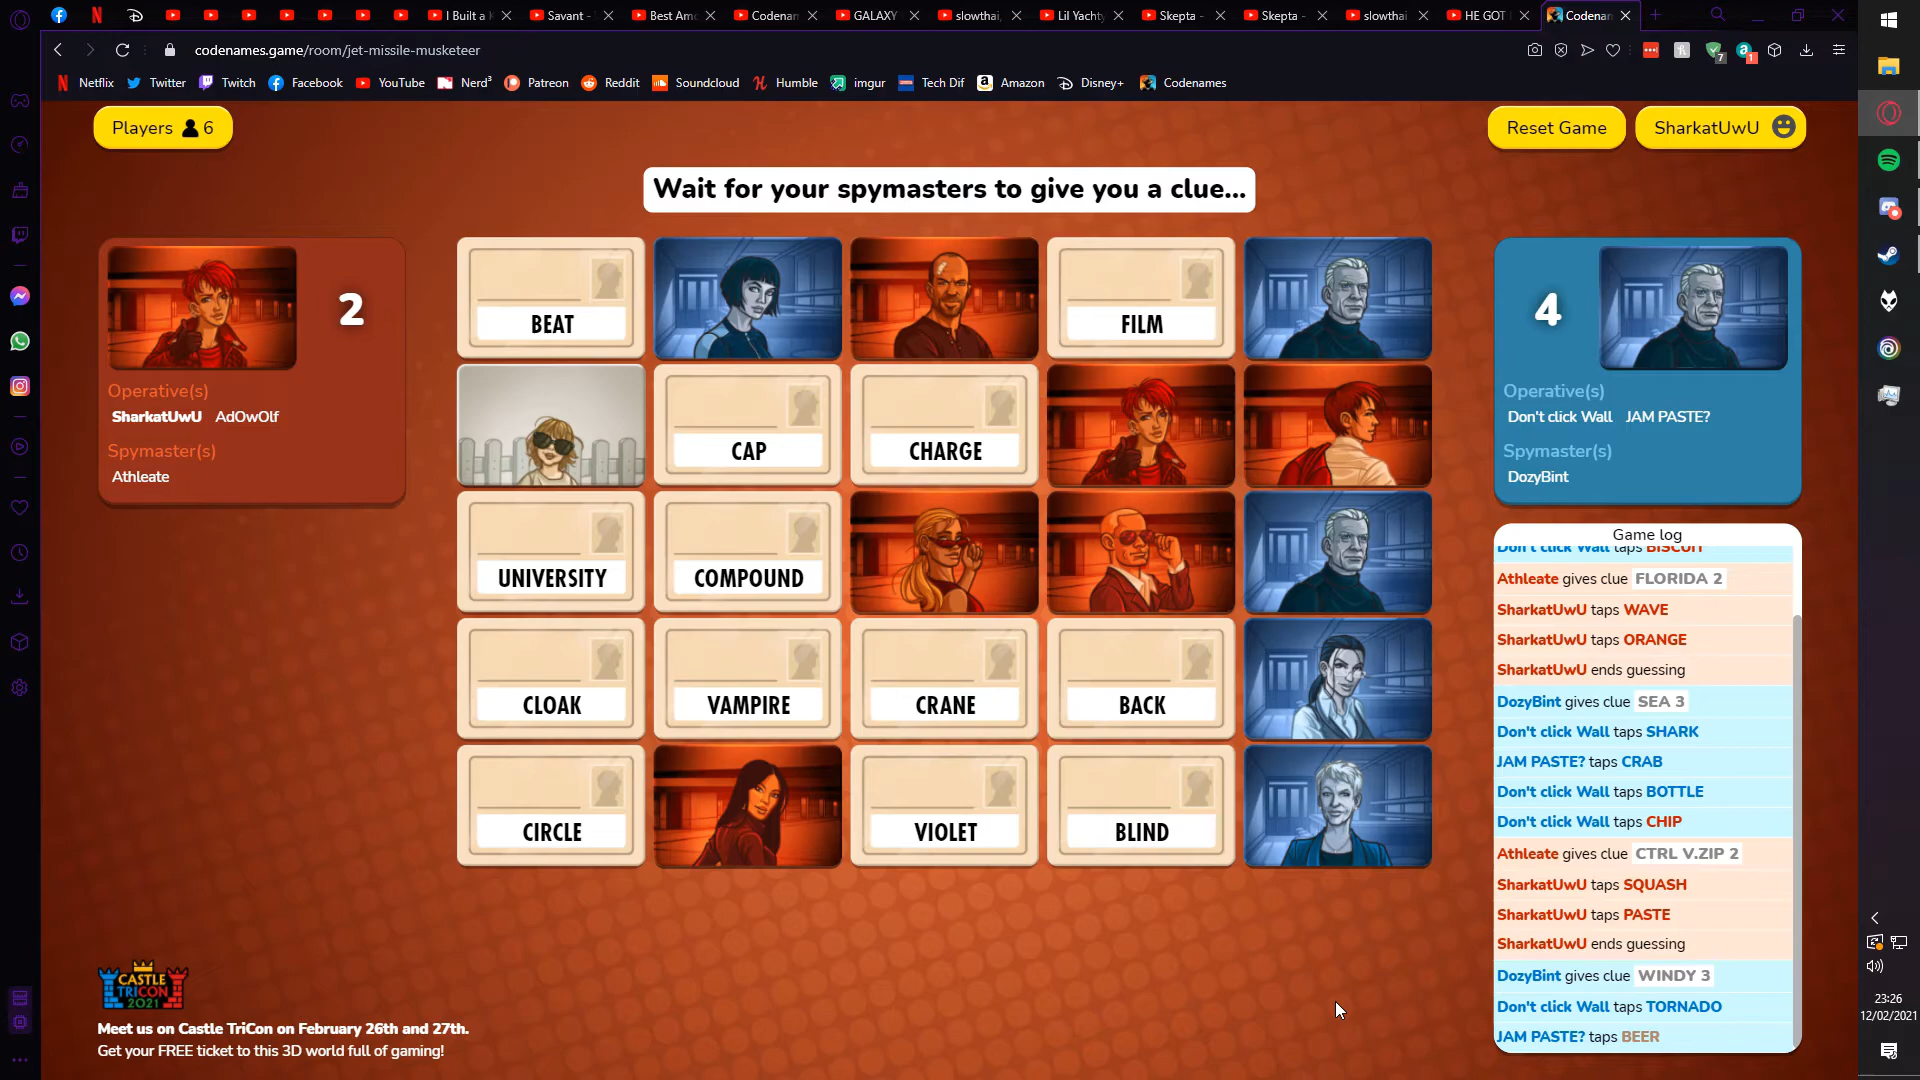 I Built a
Savant -
Best Amo
Codenam
GALAXY
slowthai,
Lil Yachty
Skepta -
Skepta -
slowthai
HE GOT
Codenam
codenames.game/room/jet-missile-musketeer
7
1
Netflix
Twitter
Twitch
Facebook
YouTube
Nerd³
Patreon
Reddit
Soundcloud
Humble
imgur
Tech Dif
Amazon
Disney+
Codenames
Players 6
Reset Game
SharkatUwU
Wait for your spymasters to give you a clue...
2
Operative(s)
SharkatUwU AdOwOlf
Spymaster(s)
Athleate
BEAT
FILM
CAP
CHARGE
UNIVERSITY
COMPOUND
CLOAK
VAMPIRE
CRANE
BACK
CIRCLE
VIOLET
BLIND
4
Operative(s)
Don't click Wall JAM PASTE?
Spymaster(s)
DozyBint
Game log
Don't click Wall taps BISCUIT
Athleate gives clue FLORIDA 2
SharkatUwU taps WAVE
SharkatUwU taps ORANGE
SharkatUwU ends guessing
DozyBint gives clue SEA 3
Don't click Wall taps SHARK
JAM PASTE? taps CRAB
Don't click Wall taps BOTTLE
Don't click Wall taps CHIP
Athleate gives clue CTRL V.ZIP 2
SharkatUwU taps SQUASH
SharkatUwU taps PASTE
SharkatUwU ends guessing
DozyBint gives clue WINDY 3
Don't click Wall taps TORNADO
JAM PASTE? taps BEER
CASTLE
TRICON
2021
Meet us on Castle TriCon on February 26th and 27th.
Get your FREE ticket to this 3D world full of gaming!
23:26
12/02/2021